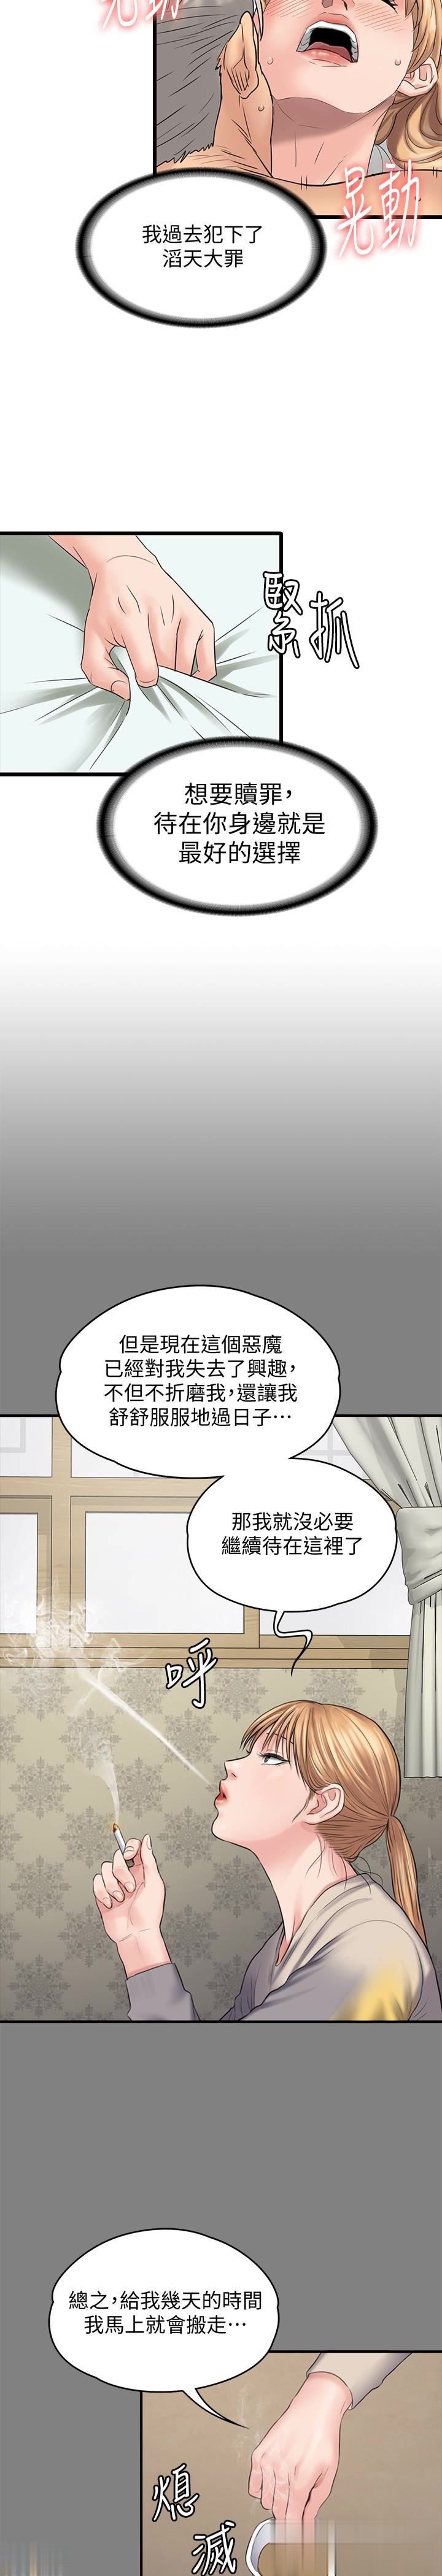 晃動
我過去犯下了
滔天大罪
晃動
緊抓
想要贖罪,
待在你身邊就是
最好的選擇
但是現在這個惡魔
已經對我失去了興趣,
不但不折磨我,還讓我
舒舒服服地過日子⋯
那我就沒必要
繼續待在這裡了
呼
總之,給我幾天的時間
我馬上就會搬走⋯
熄滅